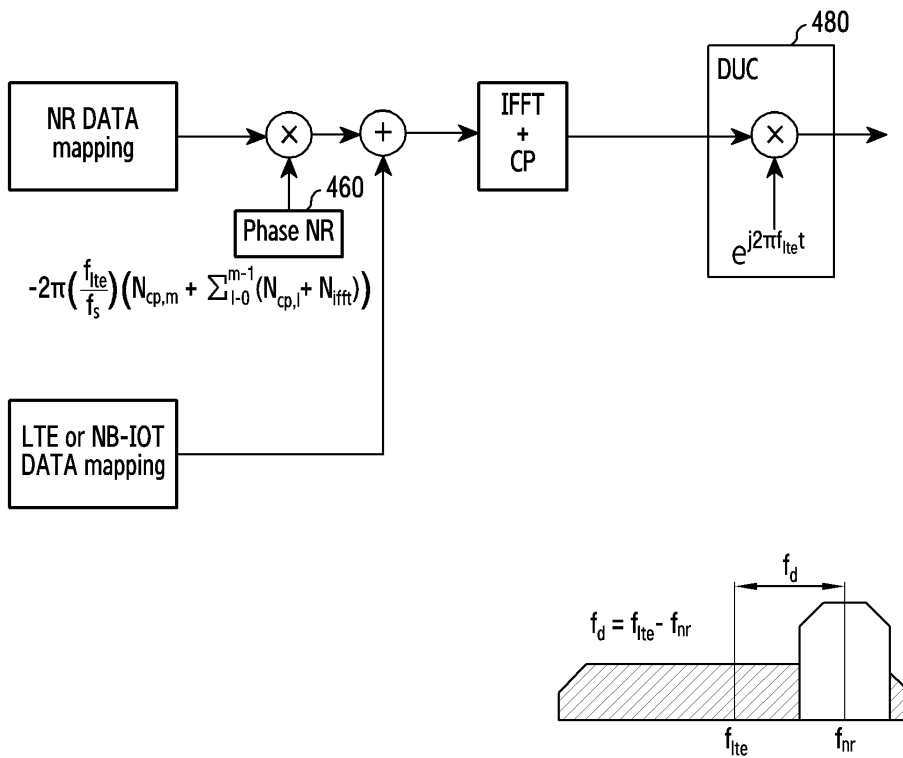 480
DUC
NR DATA
mapping
×
+
IFFT
+
CP
×
460
Phase NR
e^{j2πf_{lte}t}
-2π(f_{lte}/f_s)(N_{cp,m} + ∑_{l-0}^{m-1}(N_{cp,l}+ N_{ifft}))
LTE or NB-IOT
DATA mapping
f_d
f_d = f_{lte}- f_{nr}
f_{lte}
f_{nr}